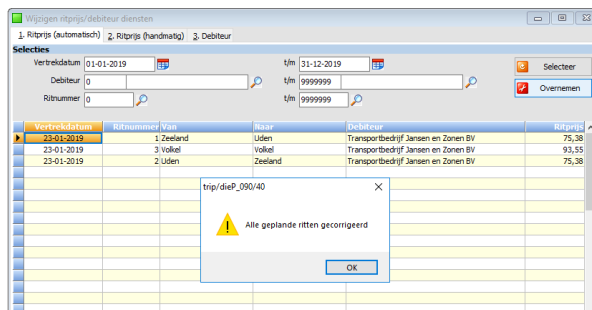 Wijzigen ritprijs/debiteur diensten
1. Ritprijs (automatisch) 2. Ritprijs (handmatig) 3. Debiteur
Selecties
Vertrekdatum 01-01-2019 t/m 31-12-2019 Selecteer
Debiteur 0 t/m 9999999 Overnemen
Ritnummer 0 t/m 9999999
Vertrekdatum Ritnummer Van Naar Debiteur Ritprijs
23-01-2019 1 Zeeland Uden Transportbedrijf Jansen en Zonen BV 75,38
23-01-2019 3 Volkel Volkel Transportbedrijf Jansen en Zonen BV 93,55
23-01-2019 2 Uden Zeeland Transportbedrijf Jansen en Zonen BV 75,38
trip/dieP_090/40
Alle geplande ritten gecorrigeerd
OK